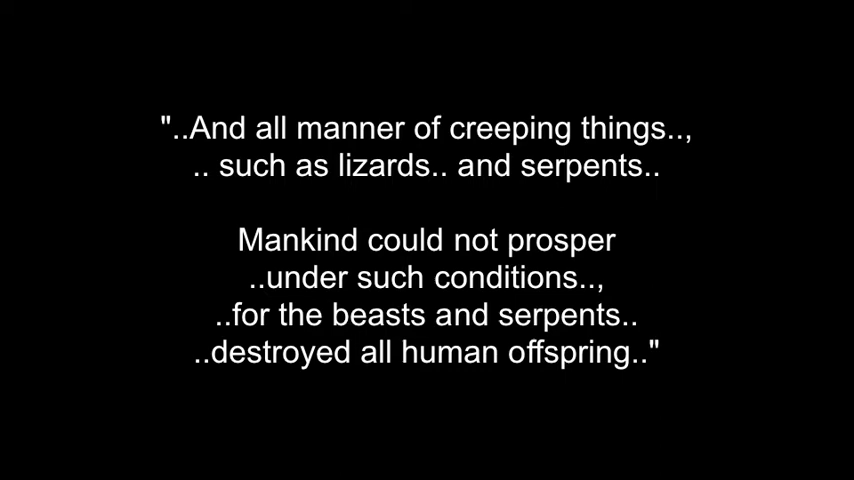 "..And all manner of creeping things..,
.. such as lizards.. and serpents..
Mankind could not prosper
..under such conditions..,
..for the beasts and serpents..
..destroyed all human offspring.."